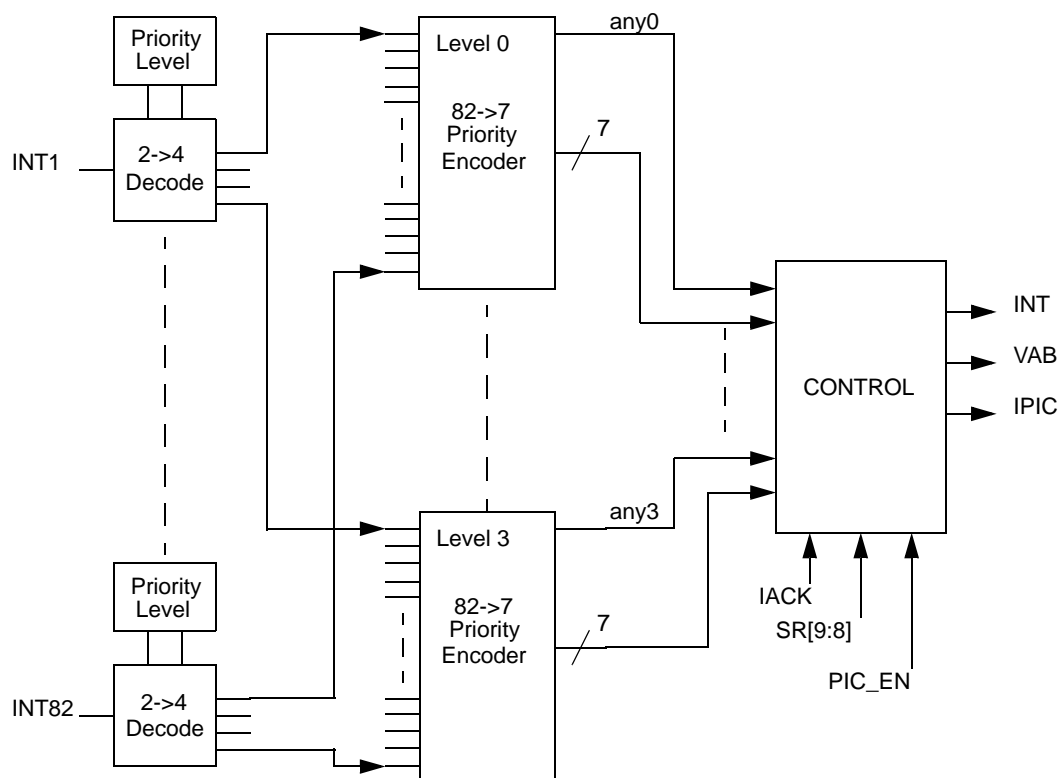 Priority
Level
2->4
Decode
INT1
Level 0
82->7
Priority
Encoder
any0
7
CONTROL
INT
VAB
IPIC
Priority
Level
2->4
Decode
INT82
Level 3
82->7
Priority
Encoder
any3
7
IACK
SR[9:8]
PIC_EN